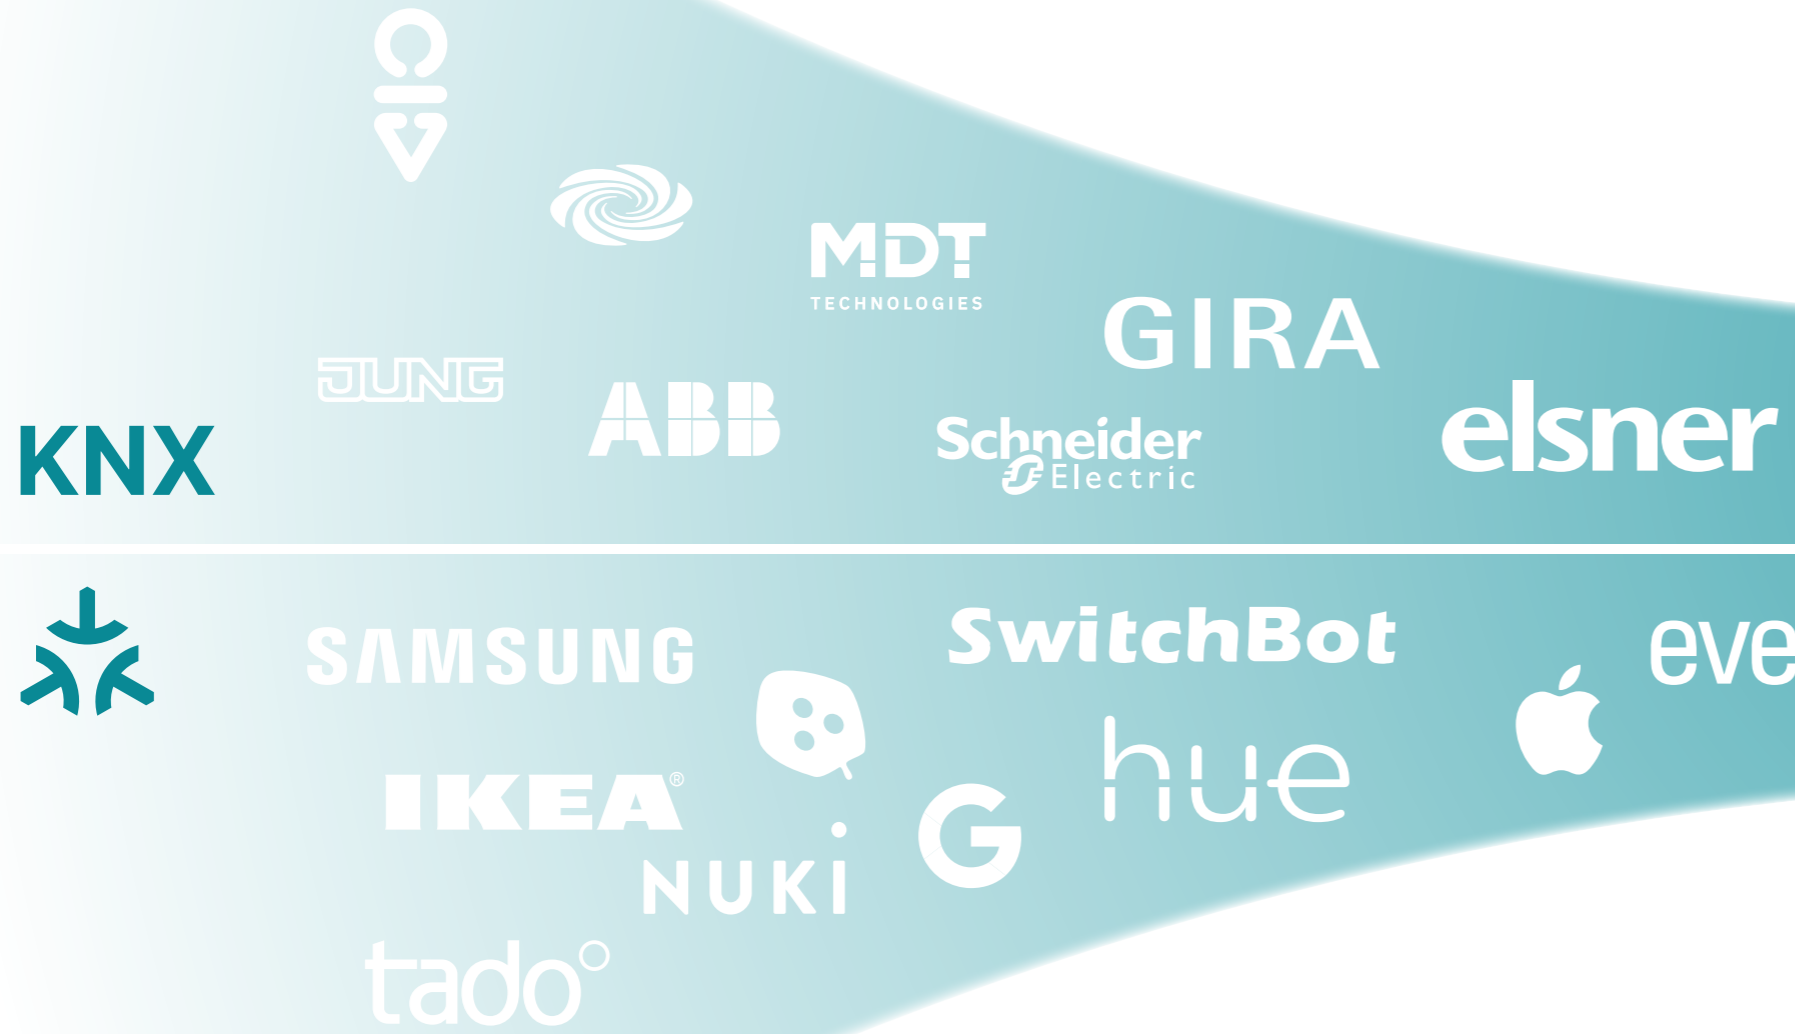 MDT
TECHNOLOGIES
GIRA
JUNG
ABB
elsner
Schneider
Electric
KNX
SAMSUNG
SwitchBot
eve
hue
IKEA®
G
NUKi
tado°